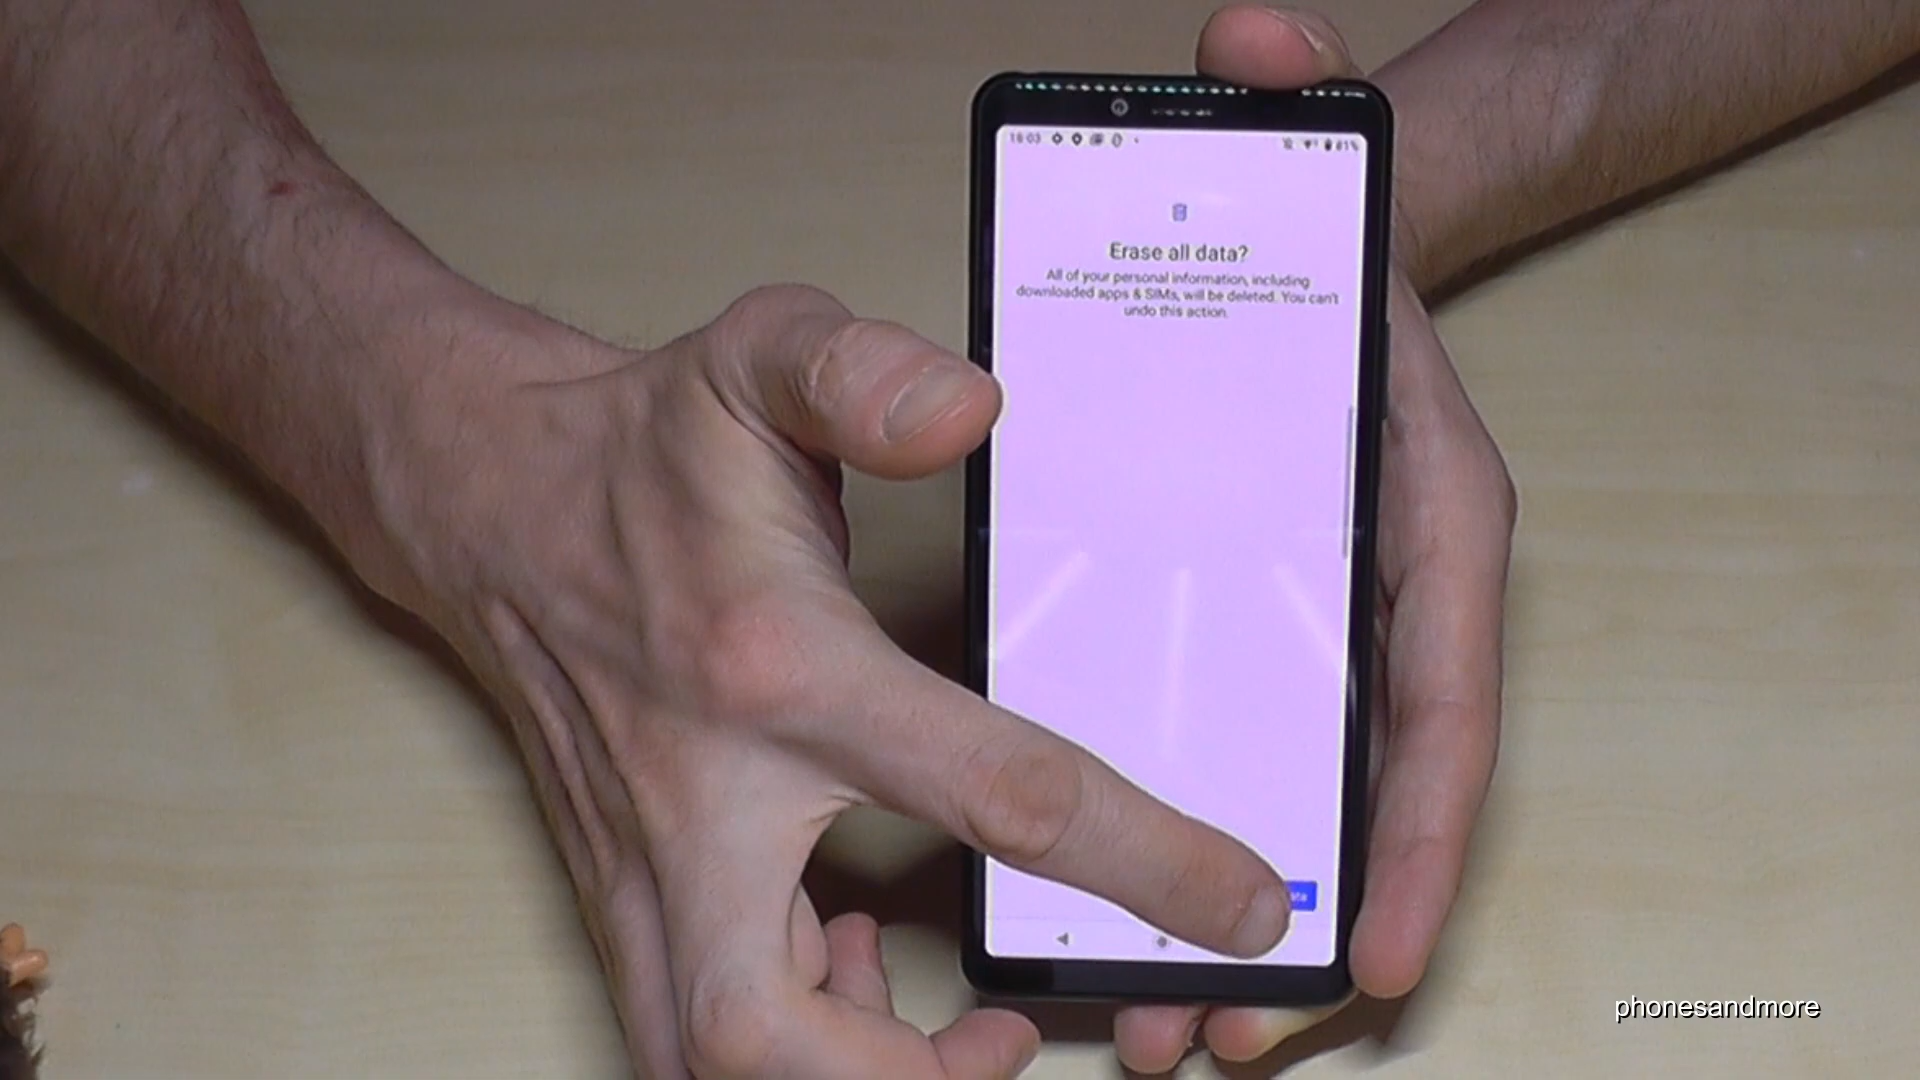 18:03
81%
Erase all data?
All of your personal information, including
downloaded apps & SIMs, will be deleted. You can't
undo this action.
phonesandmore